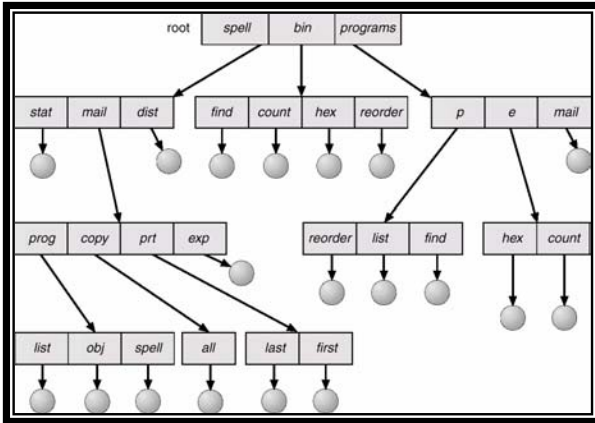 root spell bin programs
stat mail dist find count hex reorder p e mail
prog copy prt exp reorder list find hex count
list obj spell all last first